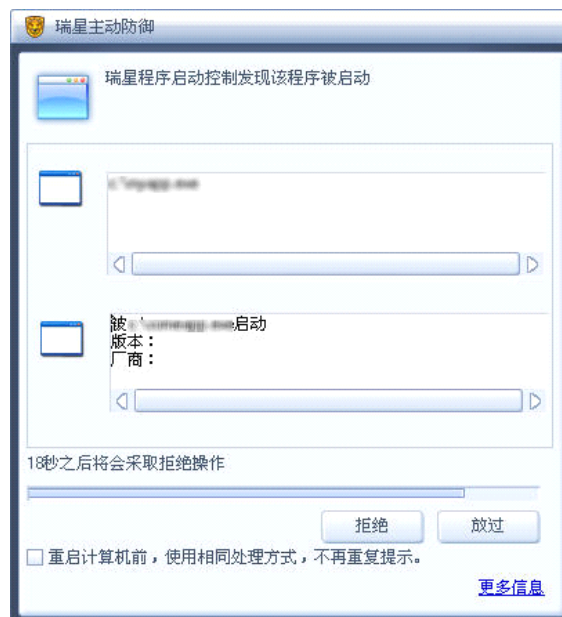 瑞星主动防御
瑞星程序启动控制发现该程序被启动
被 启动
版本：
厂商：
18秒之后将会采取拒绝操作
拒绝
放过
重启计算机前，使用相同处理方式，不再重复提示。
更多信息